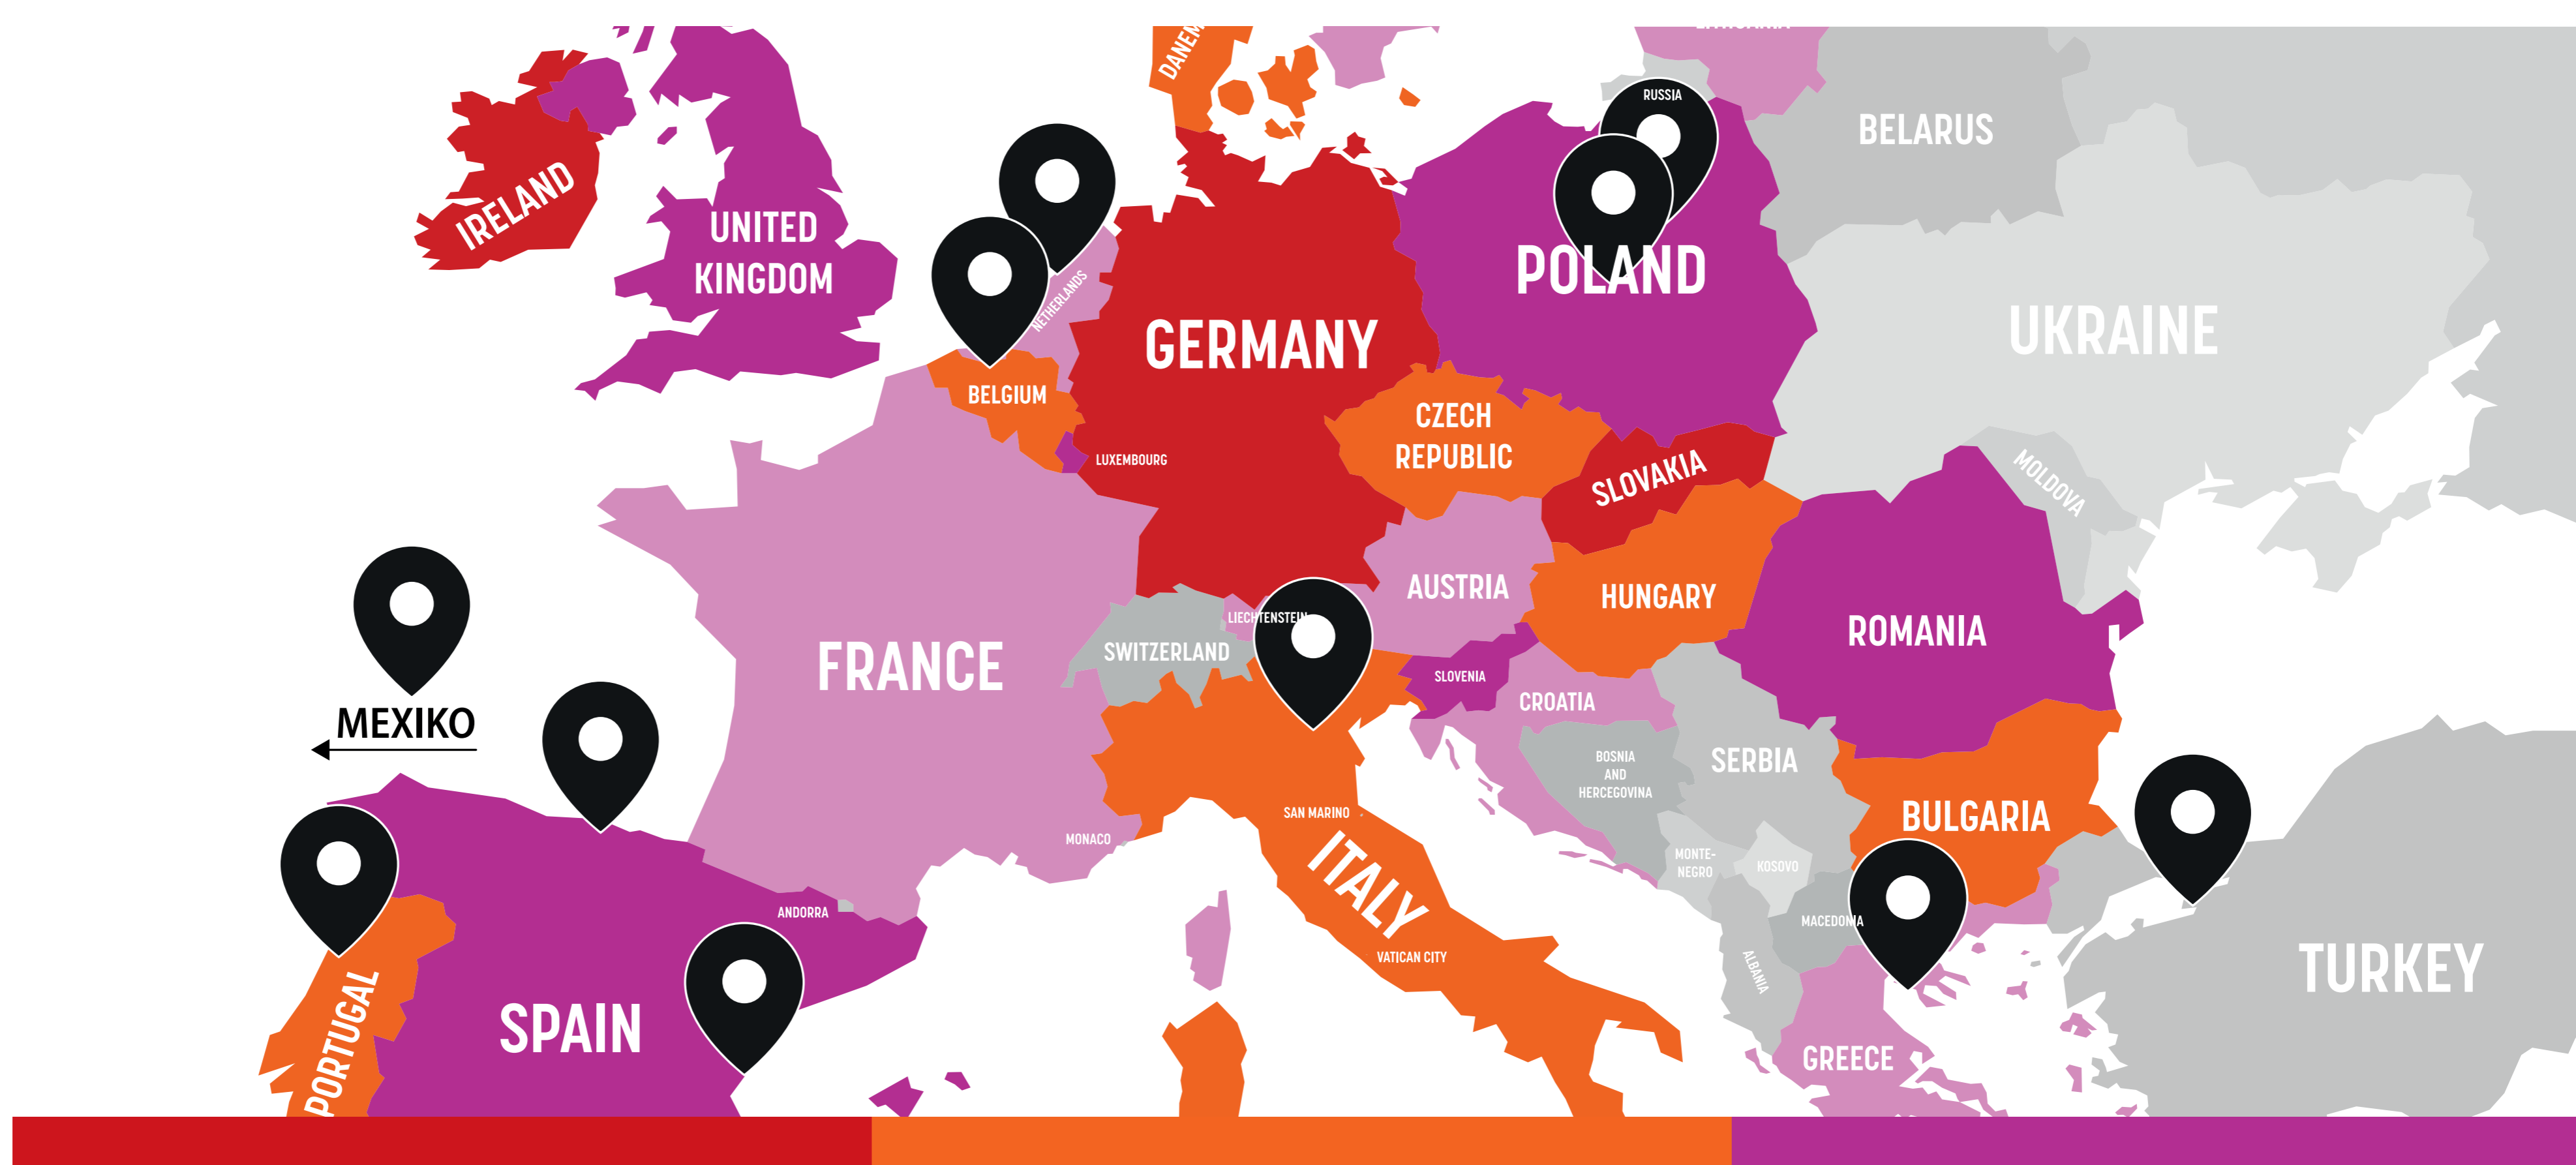 RUSSIA
BELARUS
IRELAND
UNITED
KINGDOM
NETHERLANDS
POLAND
GERMANY
UKRAINE
BELGIUM
CZECH
REPUBLIC
LUXEMBOURG
SLOVAKIA
MOLDOVA
AUSTRIA
HUNGARY
LIECHTENSTEIN
ROMANIA
SWITZERLAND
FRANCE
SLOVENIA
CROATIA
MEXIKO
BOSNIA
AND
HERCEGOVINA
SERBIA
SAN MARINO
BULGARIA
MONACO
MONTE-
NEGRO
KOSOVO
ITALY
ANDORRA
MACEDONIA
VATICAN CITY
ALBANIA
TURKEY
PORTUGAL
SPAIN
GREECE